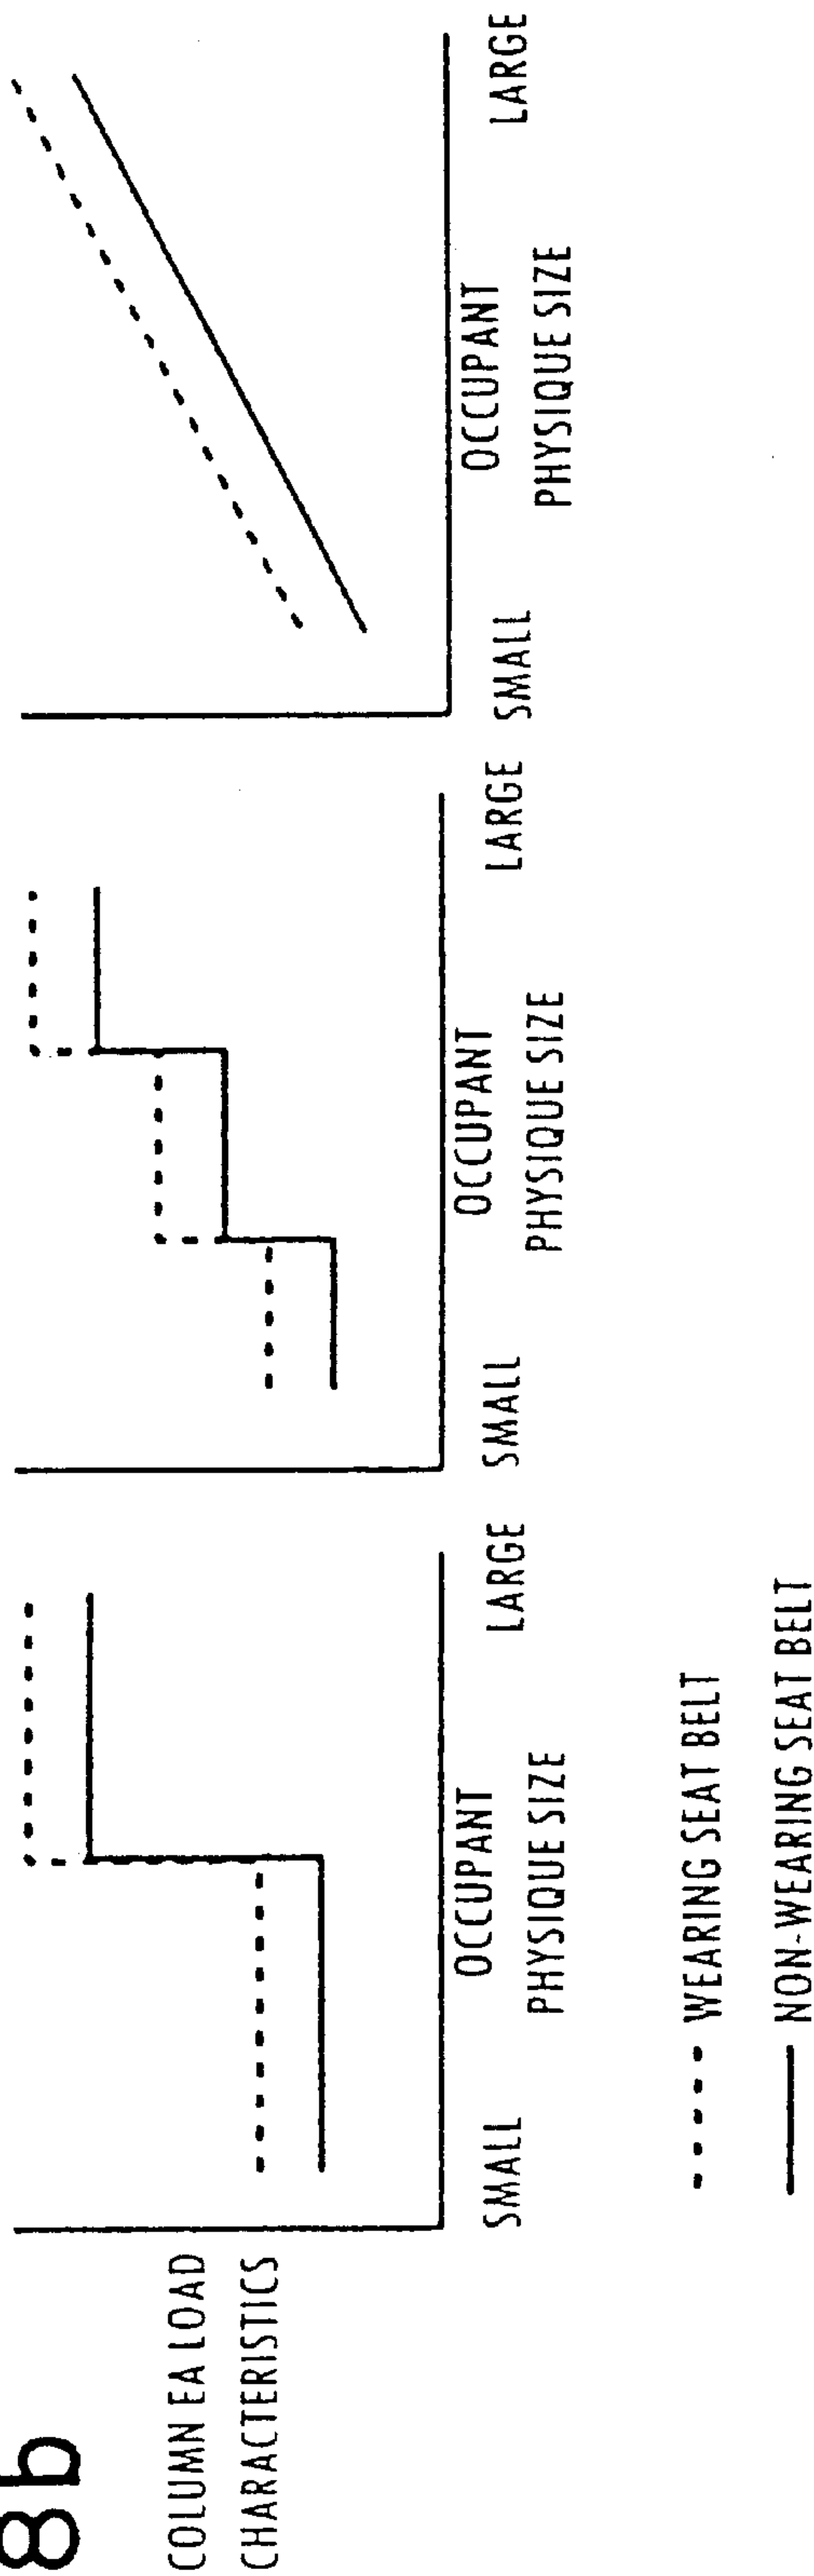 8b
COLUMN EA LOAD
CHARACTERISTICS
SMALL
LARGE
OCCUPANT
PHYSIQUE SIZE
SMALL
LARGE
OCCUPANT
PHYSIQUE SIZE
SMALL
LARGE
OCCUPANT
PHYSIQUE SIZE
WEARING SEAT BELT
NON-WEARING SEAT BELT